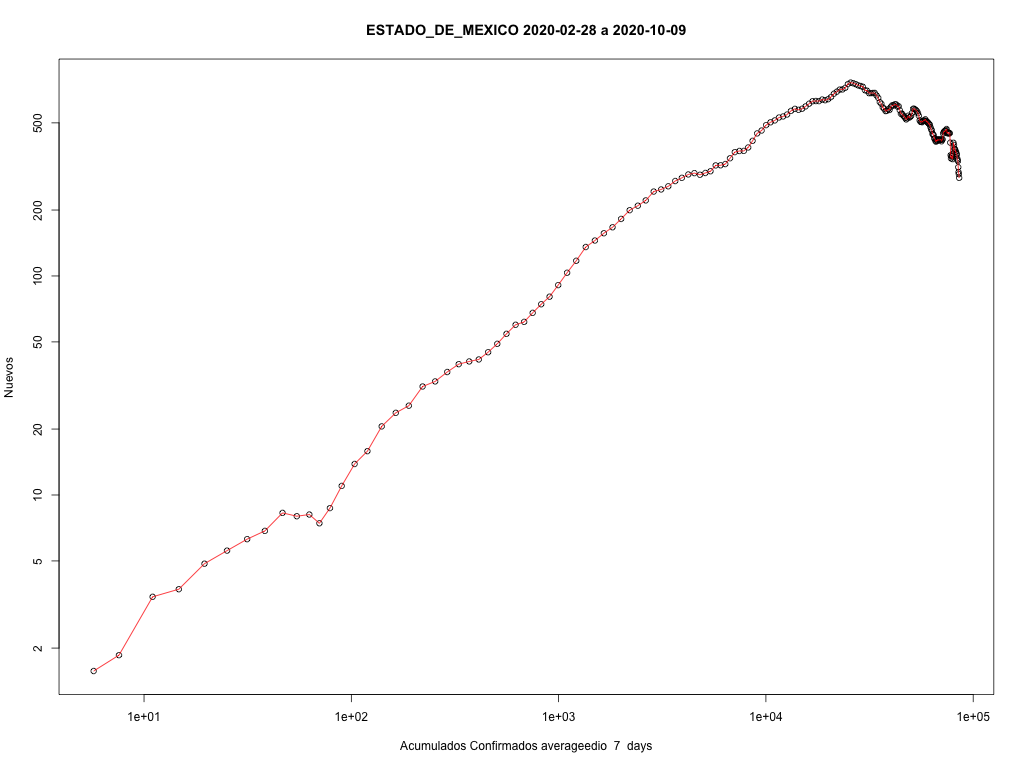 ESTADO_DE_MEXICO 2020-02-28 a 2020-10-09
Nuevos
500
200
100
50
20
10
5
2
1e+01 1e+02 1e+03 1e+04 1e+05
Acumulados Confirmados averageedio 7 days